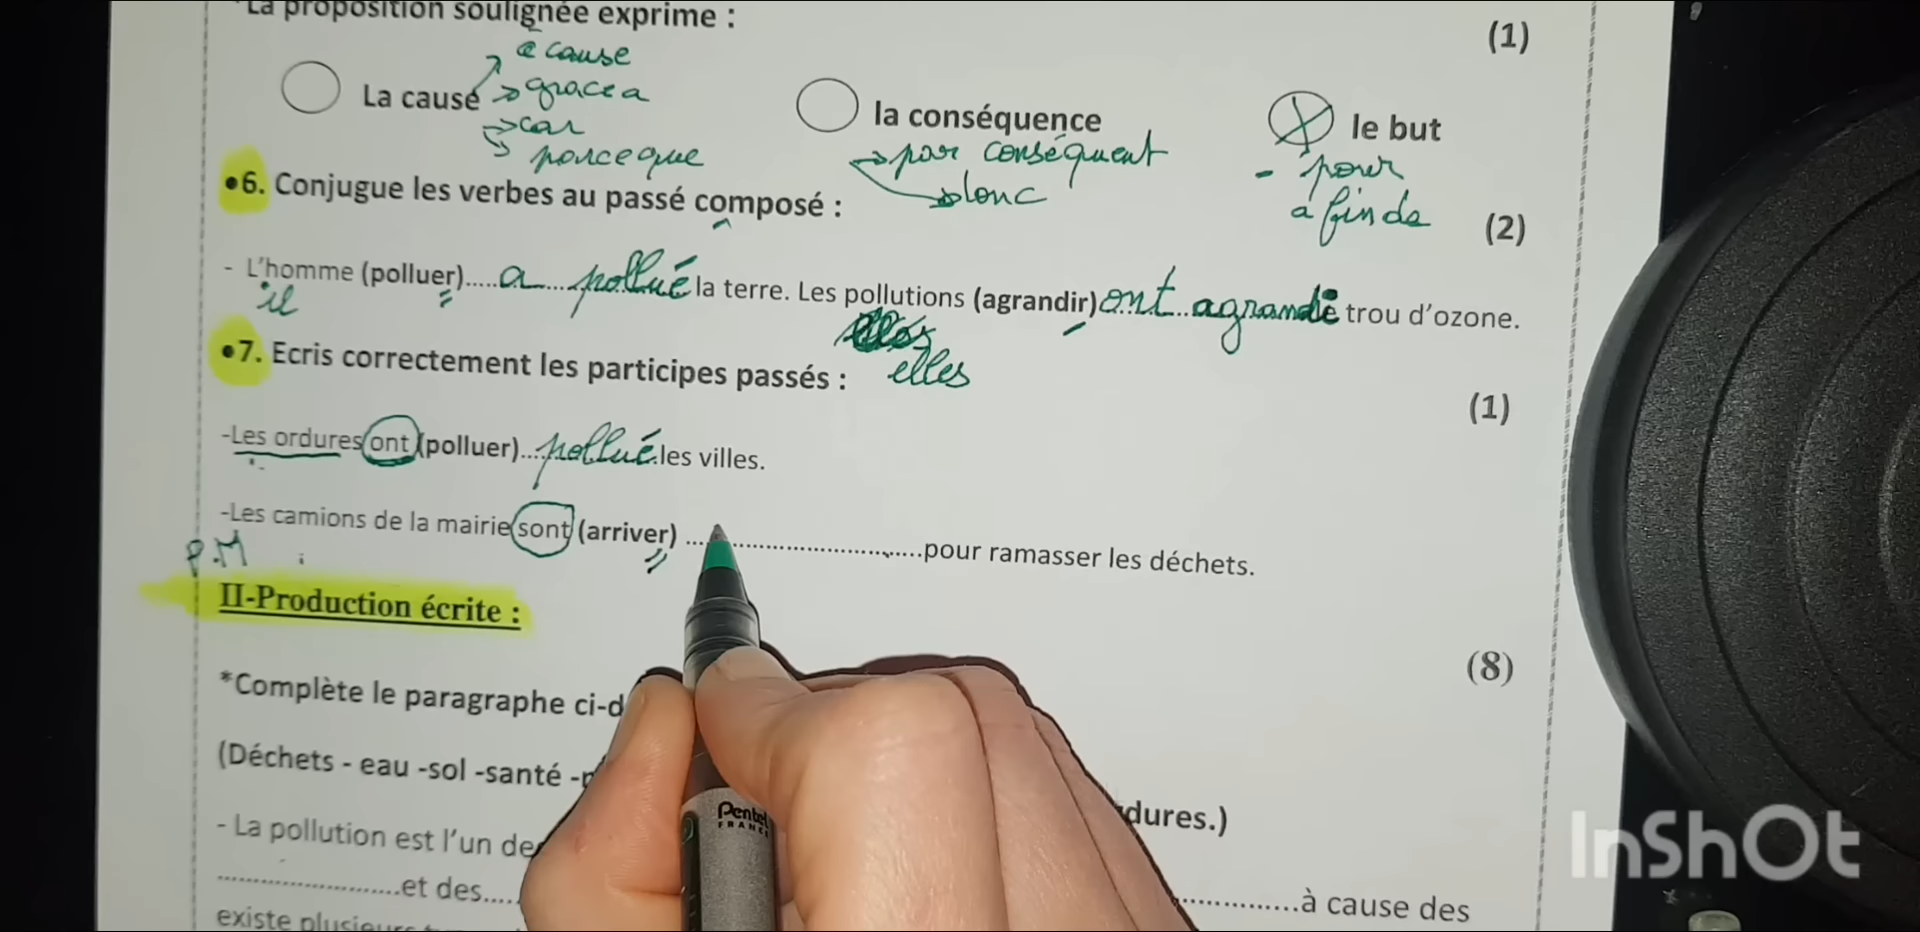 La proposition soulignée exprime : (1)
à cause
La cause → grace a la conséquence le but
→ car → par conséquent - pour
parce que → donc a fin de
•6. Conjugue les verbes au passé composé : (2)
- L'homme (polluer)..... a pollué la terre. Les pollutions (agrandir) ont agrandi trou d'ozone.
il elles
•7. Ecris correctement les participes passés : (1)
-Les ordures ont (polluer)... pollué les villes.
-Les camions de la mairie sont (arriver) ........................pour ramasser les déchets.
P.M
II-Production écrite : (8)
*Complète le paragraphe ci-d
(Déchets - eau -sol -santé - dures.)
- La pollution est l'un de
........................et des..... ..............à cause des
existe
Pentel
FRANCE
InShOt